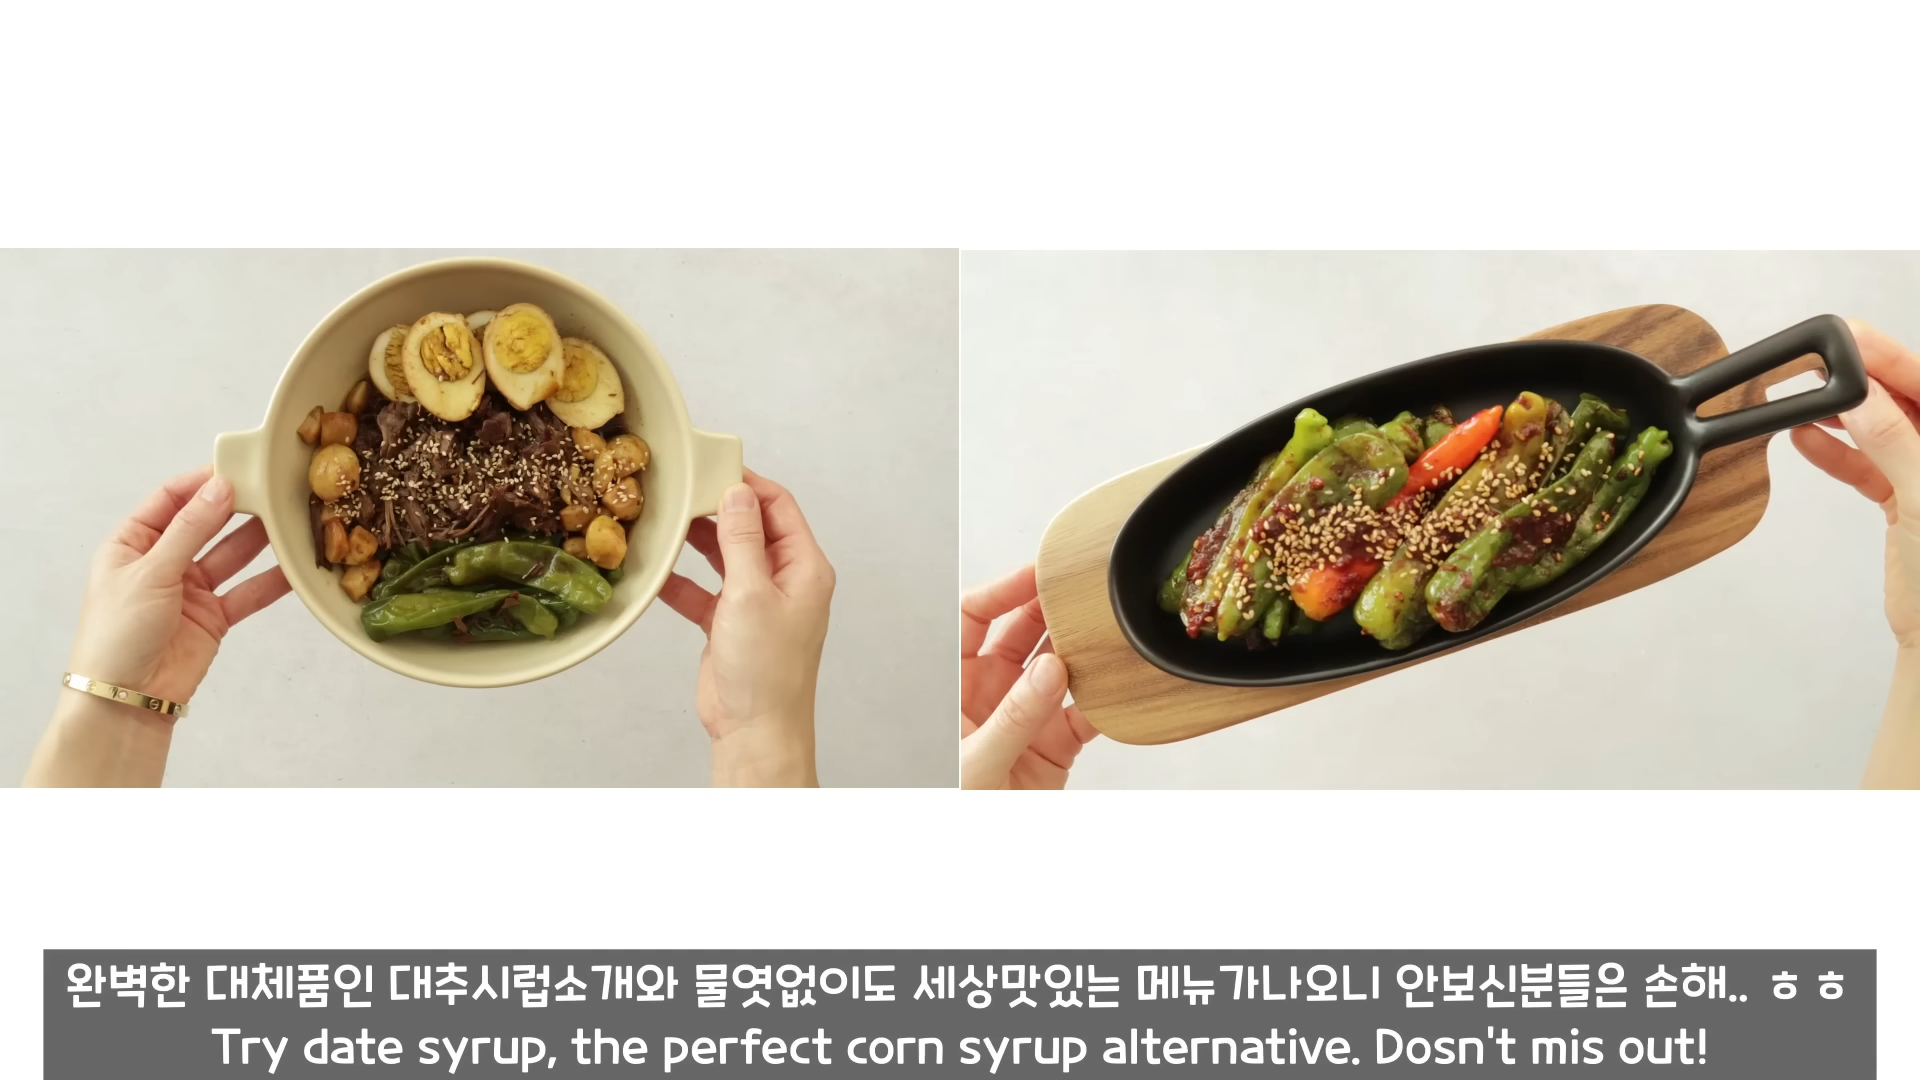 완벽한 대체품인 대추시럽소개와 물엿없이도 세상맛있는 메뉴가나오니 안보신분들은 손해.. ㅎㅎ
Try date syrup, the perfect corn syrup alternative. Dosn't mis out!